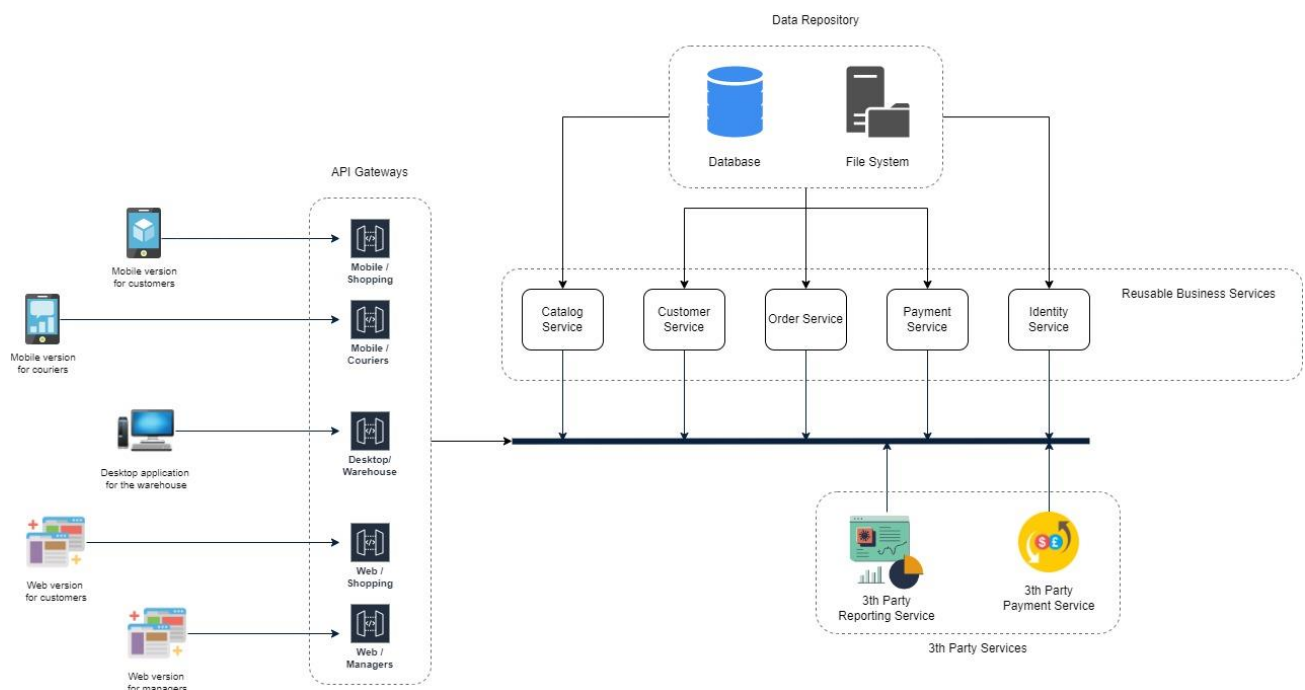 Data Repository
Database
File System
API Gateways
Mobile version
for customers
Mobile /
Shopping
Mobile version
for couriers
Mobile /
Couriers
Desktop application
for the warehouse
Desktop/
Warehouse
Web version
for customers
Web /
Shopping
Web version
for managers
Web /
Managers
Reusable Business Services
Catalog
Service
Customer
Service
Order Service
Payment
Service
Identity
Service
3th Party
Reporting Service
3th Party
Payment Service
3th Party Services